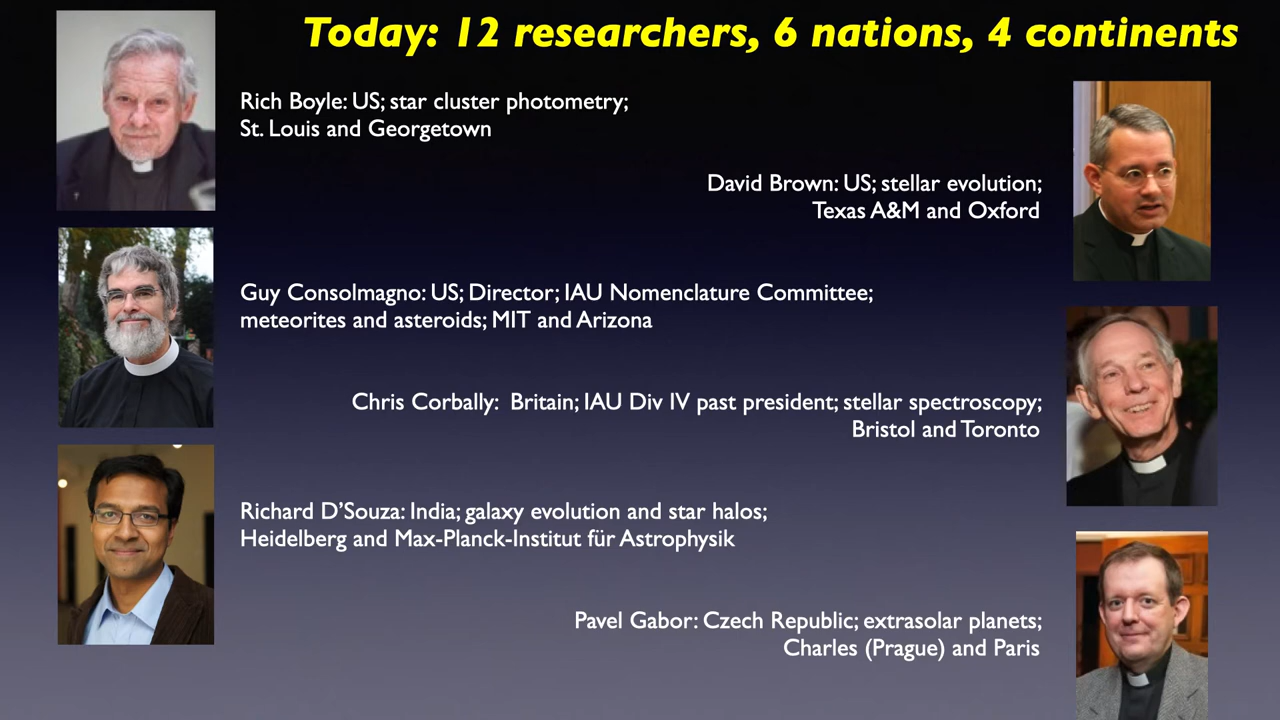 Today: 12 researchers, 6 nations, 4 continents
Rich Boyle: US; star cluster photometry;
St. Louis and Georgetown
David Brown: US; stellar evolution;
Texas A&M and Oxford
Guy Consolmagno: US; Director; IAU Nomenclature Committee;
meteorites and asteroids; MIT and Arizona
Chris Corbally:  Britain; IAU Div IV past president; stellar spectroscopy;
Bristol and Toronto
Richard D’Souza: India; galaxy evolution and star halos;
Heidelberg and Max-Planck-Institut für Astrophysik
Pavel Gabor: Czech Republic; extrasolar planets;
Charles (Prague) and Paris